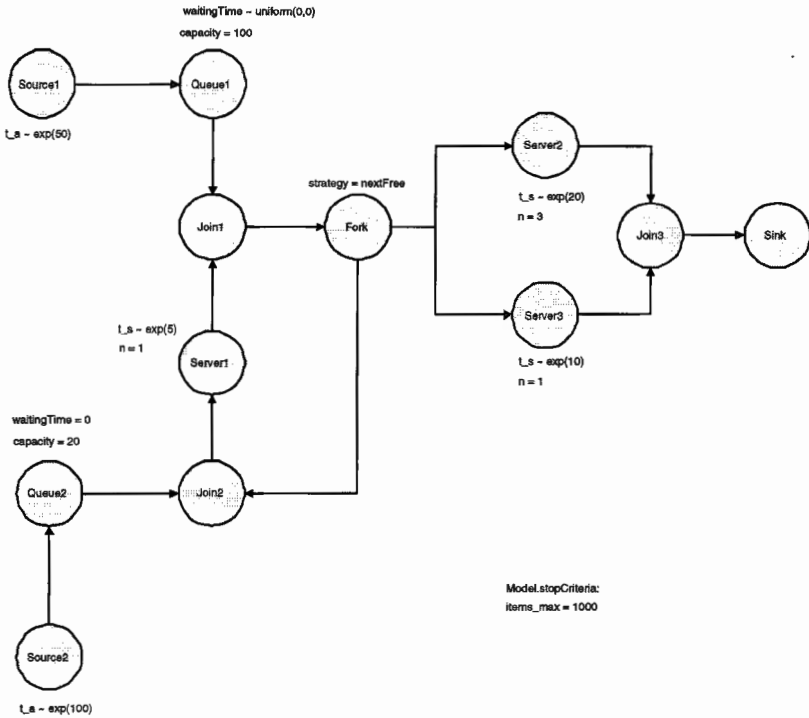 waitingTime ~ uniform(0,0)
capacity = 100
Source1
Queue1
t_a ~ exp(50)
Server2
strategy = nextFree
t_s ~ exp(20)
n = 3
Join1
Fork
Join3
Sink
t_s ~ exp(5)
n = 1
Server1
Server3
t_s ~ exp(10)
n = 1
waitingTime = 0
capacity = 20
Queue2
Join2
Model.stopCriteria:
items_max = 1000
Source2
t_a ~ exp(100)